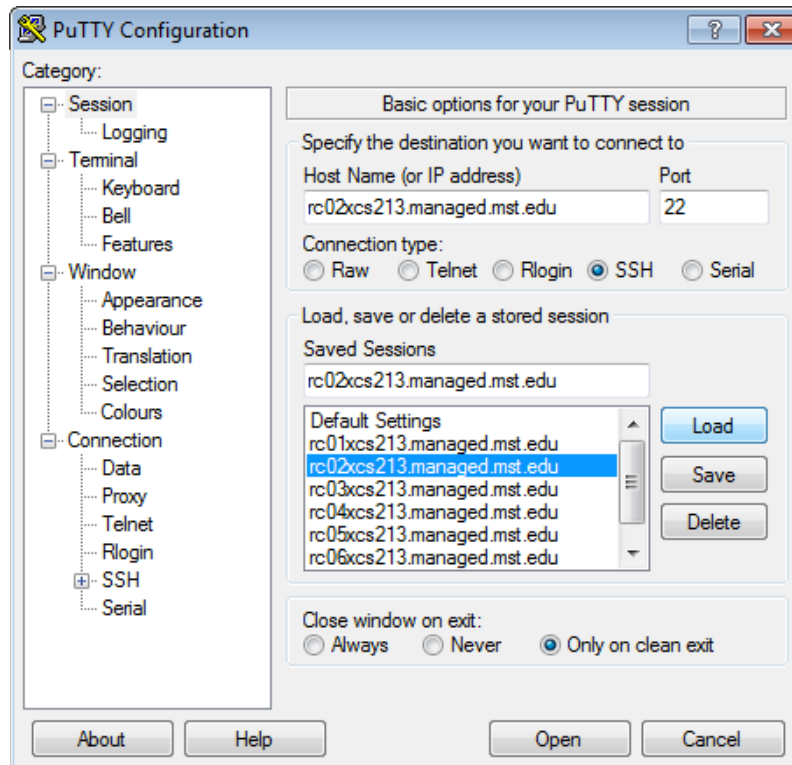 PuTTY Configuration
Category:
Session
Logging
Terminal
Keyboard
Bell
Features
Window
Appearance
Behaviour
Translation
Selection
Colours
Connection
Data
Proxy
Telnet
Rlogin
SSH
Serial
Basic options for your PuTTY session
Specify the destination you want to connect to
Host Name (or IP address) Port
rc02xcs213.managed.mst.edu 22
Connection type:
Raw Telnet Rlogin SSH Serial
Load, save or delete a stored session
Saved Sessions
rc02xcs213.managed.mst.edu
Default Settings
rc01xcs213.managed.mst.edu
rc02xcs213.managed.mst.edu
rc03xcs213.managed.mst.edu
rc04xcs213.managed.mst.edu
rc05xcs213.managed.mst.edu
rc06xcs213.managed.mst.edu
Load
Save
Delete
Close window on exit:
Always Never Only on clean exit
About Help Open Cancel